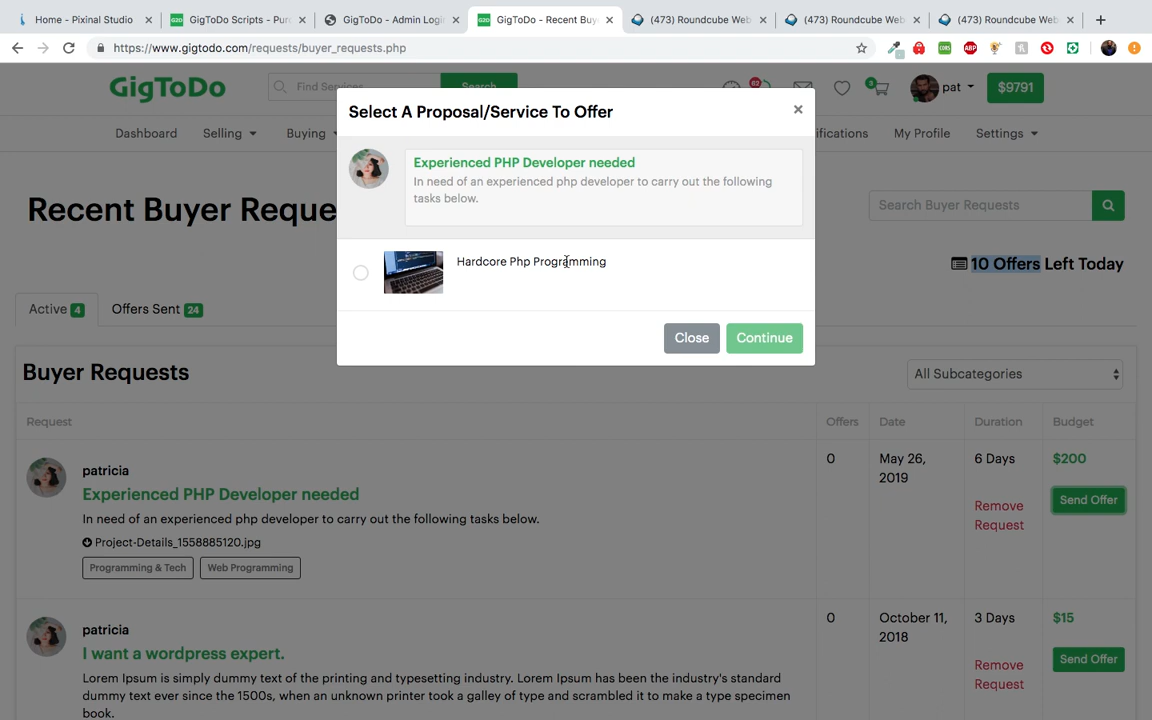 Home - Pixinal Studio
GigToDo Scripts - Pur
GigToDo - Admin Logi
GigToDo - Recent Buy
(473) Roundcube Web
(473) Roundcube Web
(473) Roundcube Web
https://www.gigtodo.com/requests/buyer_requests.php
GigToDo
Find Services
Search
62
3
pat
$9791
Dashboard
Selling
Buying
ifications
My Profile
Settings
Select A Proposal/Service To Offer
Experienced PHP Developer needed
In need of an experienced php developer to carry out the following
tasks below.
Hardcore Php Programming
Close
Continue
Recent Buyer Reque
Search Buyer Requests
10 Offers Left Today
Active 4
Offers Sent 24
Buyer Requests
All Subcategories
Request
Offers
Date
Duration
Budget
patricia
Experienced PHP Developer needed
In need of an experienced php developer to carry out the following tasks below.
Project-Details_1558885120.jpg
Programming & Tech
Web Programming
0
May 26,
2019
6 Days
Remove
Request
$200
Send Offer
patricia
I want a wordpress expert.
Lorem Ipsum is simply dummy text of the printing and typesetting industry. Lorem Ipsum has been the industry's standard
dummy text ever since the 1500s, when an unknown printer took a galley of type and scrambled it to make a type specimen
book.
0
October 11,
2018
3 Days
Remove
Request
$15
Send Offer